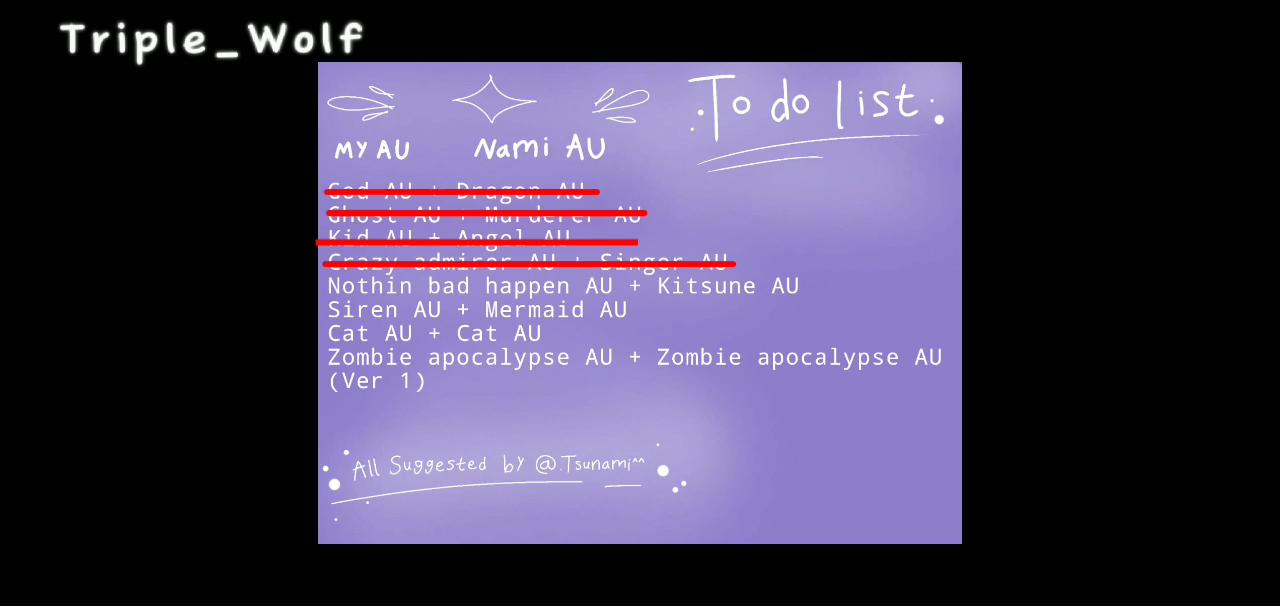 Triple_Wolf
To do list
MY AU Nami AU
God AU + Dragon AU
Ghost AU + Murderer AU
Kid AU + Angel AU
Crazy admirer AU + Singer AU
Nothin bad happen AU + Kitsune AU
Siren AU + Mermaid AU
Cat AU + Cat AU
Zombie apocalypse AU + Zombie apocalypse AU
(Ver 1)
All Suggested by @.Tsunami^^